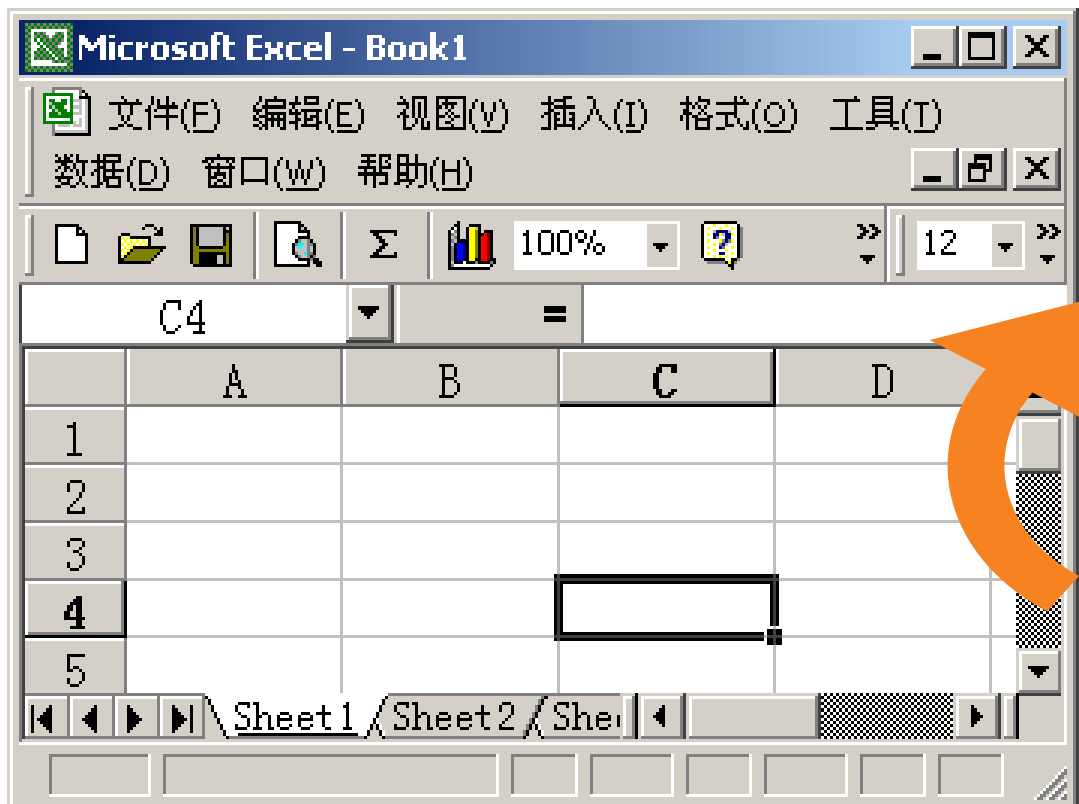 Microsoft Excel - Book1
文件(F) 编辑(E) 视图(V) 插入(I) 格式(O) 工具(T)
数据(D) 窗口(W) 帮助(H)
Σ 100% ? 12
C4 =
A B C D
1
2
3
4
5
Sheet1 Sheet2